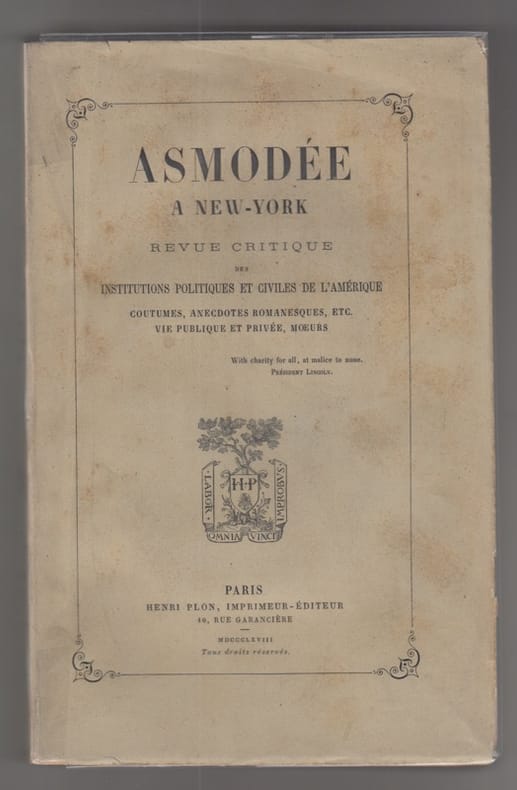 ASMODÉE
A NEW-YORK
REVUE CRITIQUE
DES
INSTITUTIONS POLITIQUES ET CIVILES DE L'AMÉRIQUE
COUTUMES, ANECDOTES ROMANESQUES, ETC.
VIE PUBLIQUE ET PRIVÉE, MŒURS
With charity for all, at malice to none.
PRÉSIDENT LINCOLN.
H·P
LABOR
IMPROBUS
OMNIA VINCIT
PARIS
HENRI PLON, IMPRIMEUR-ÉDITEUR
10, RUE GARANCIÈRE
MDCCCLXVIII
Tous droits réservés.